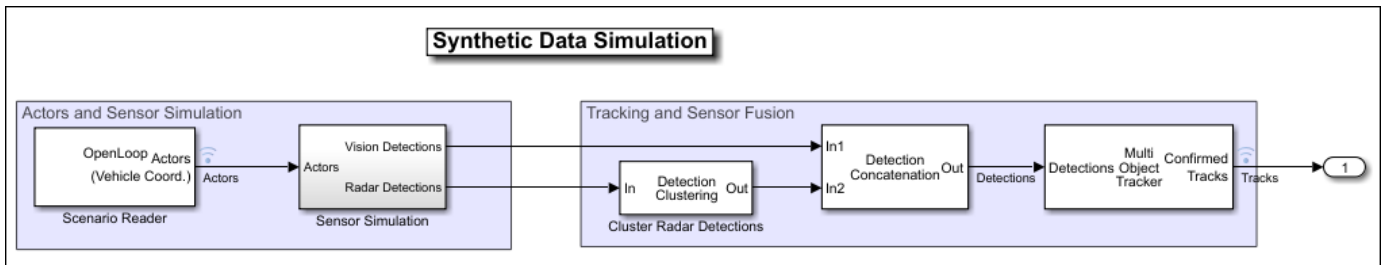 Synthetic Data Simulation
Actors and Sensor Simulation
OpenLoop
(Vehicle Coord.)
Actors
Actors
Scenario Reader
Actors
Vision Detections
Radar Detections
Sensor Simulation
Tracking and Sensor Fusion
In
Detection
Clustering
Out
Cluster Radar Detections
In1
In2
Detection
Concatenation
Out
Detections
Detections
Multi
Object
Tracker
Confirmed
Tracks
Tracks
1